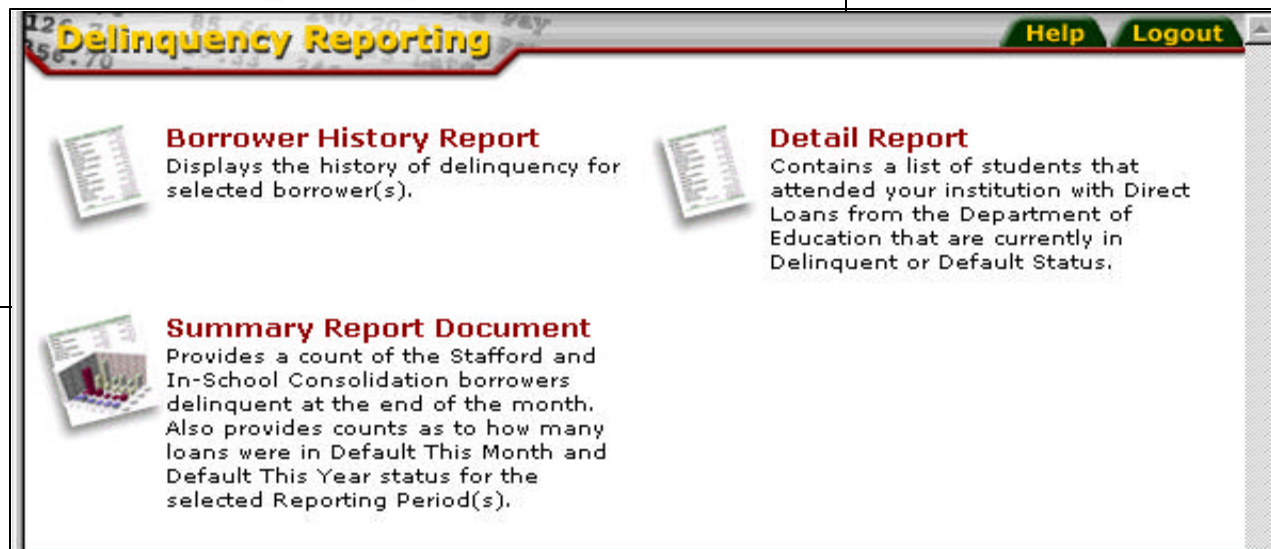 Delinquency Reporting
Help
Logout
Borrower History Report
Displays the history of delinquency for
selected borrower(s).
Detail Report
Contains a list of students that
attended your institution with Direct
Loans from the Department of
Education that are currently in
Delinquent or Default Status.
Summary Report Document
Provides a count of the Stafford and
In-School Consolidation borrowers
delinquent at the end of the month.
Also provides counts as to how many
loans were in Default This Month and
Default This Year status for the
selected Reporting Period(s).